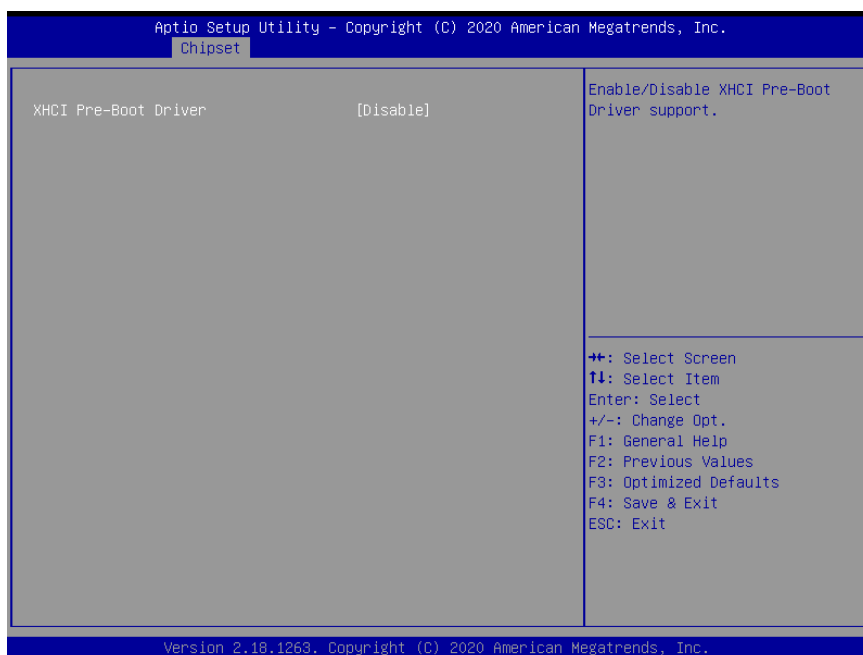 Aptio Setup Utility – Copyright (C) 2020 American Megatrends, Inc.
Chipset
XHCI Pre-Boot Driver [Disable]
Enable/Disable XHCI Pre-Boot
Driver support.
→←: Select Screen
↑↓: Select Item
Enter: Select
+/-: Change Opt.
F1: General Help
F2: Previous Values
F3: Optimized Defaults
F4: Save & Exit
ESC: Exit
Version 2.18.1263. Copyright (C) 2020 American Megatrends, Inc.